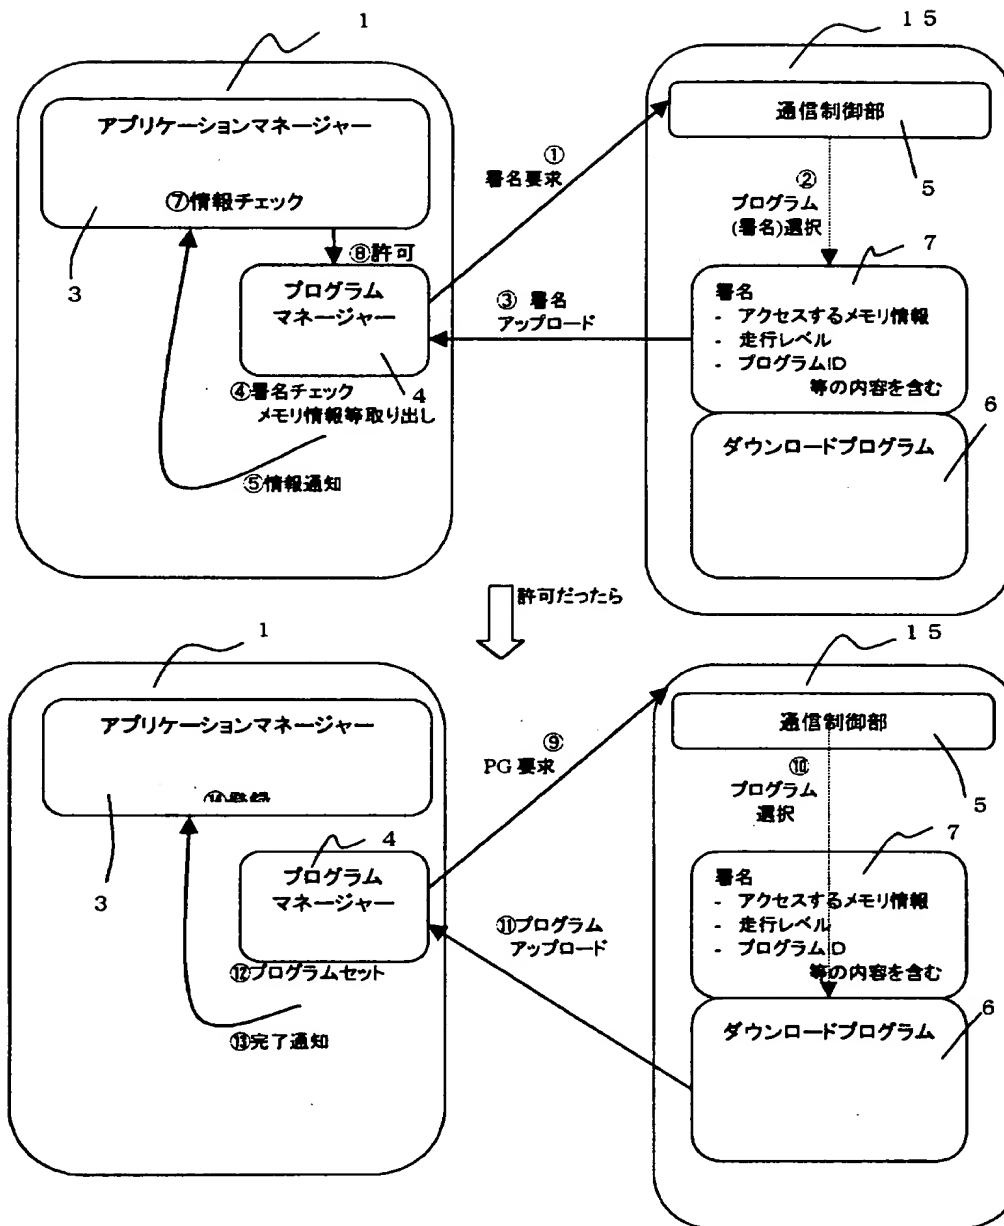 1
アプリケーションマネージャー
⑦情報チェック
3
⑧許可
プログラム
マネージャー
4
④署名チェック
メモリ情報等取り出し
⑤情報通知
①
署名要求
③ 署名
アップロード
1 5
通信制御部
5
②
プログラム
(署名)選択
7
署名
- アクセスするメモリ情報
- 走行レベル
- プログラムID
等の内容を含む
6
ダウンロードプログラム
許可だったら
1
アプリケーションマネージャー
⑭登録
3
4
プログラム
マネージャー
⑫プログラムセット
⑬完了通知
⑨
PG 要求
⑪プログラム
アップロード
1 5
通信制御部
5
⑩
プログラム
選択
7
署名
- アクセスするメモリ情報
- 走行レベル
- プログラムID
等の内容を含む
6
ダウンロードプログラム